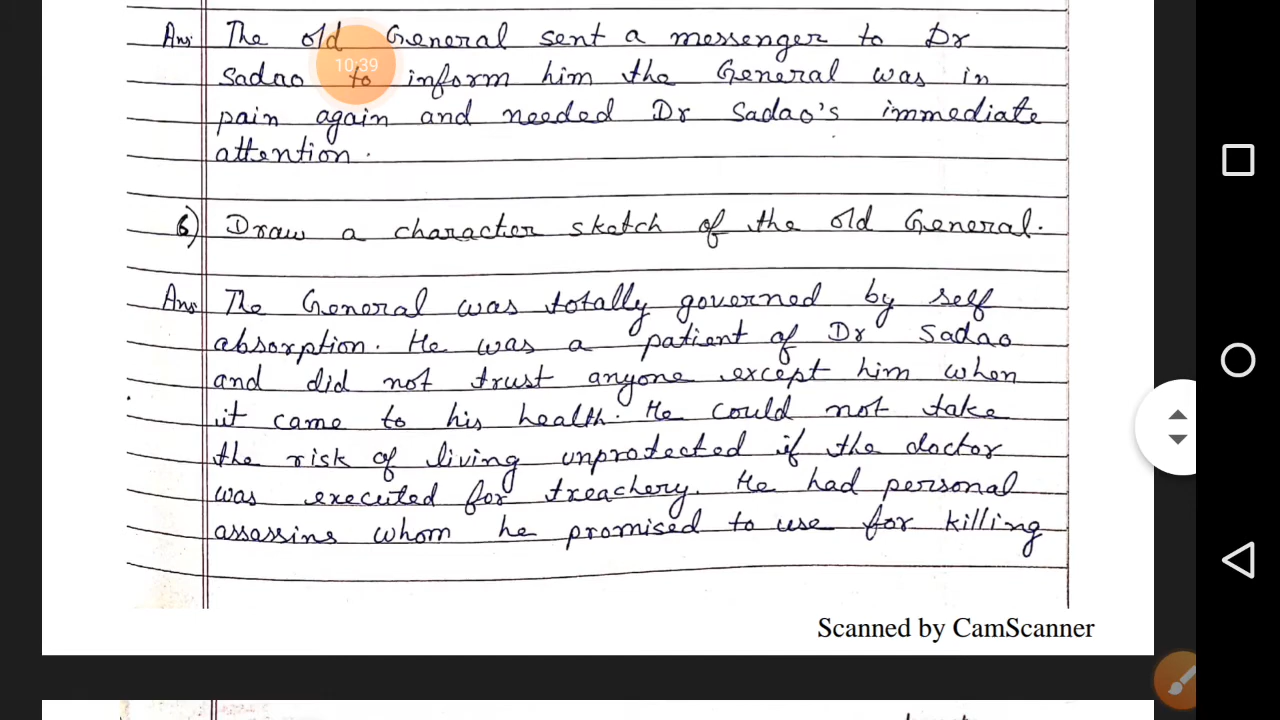 Ans The old General sent a messenger to Dr
10:39
Sadao to inform him the General was in
pain again and needed Dr Sadao's immediate
attention.
6) Draw a character sketch of the old General.
Ans The General was totally governed by self
absorption. He was a patient of Dr Sadao
and did not trust anyone except him when
it came to his health. He could not take
the risk of living unprotected if the doctor
was executed for treachery. He had personal
assassins whom he promised to use for killing
Scanned by CamScanner